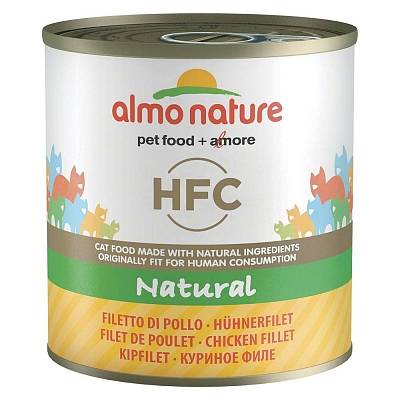 almo nature
pet food + almore
HFC
CAT FOOD MADE WITH NATURAL INGREDIENTS
ORIGINALLY FIT FOR HUMAN CONSUMPTION
Natural
FILETTO DI POLLO · HÜHNERFILET
FILET DE POULET · CHICKEN FILLET
KIPFILET · КУРИНОЕ ФИЛЕ